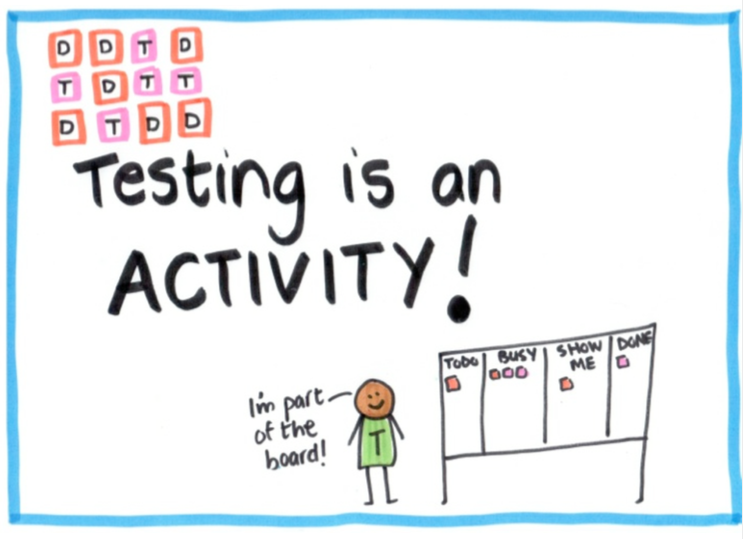 D D T D
T D T T
D T D D
Testing is an
ACTIVITY!
I'm part
of the
board!
T
TODO BUSY SHOW ME DONE